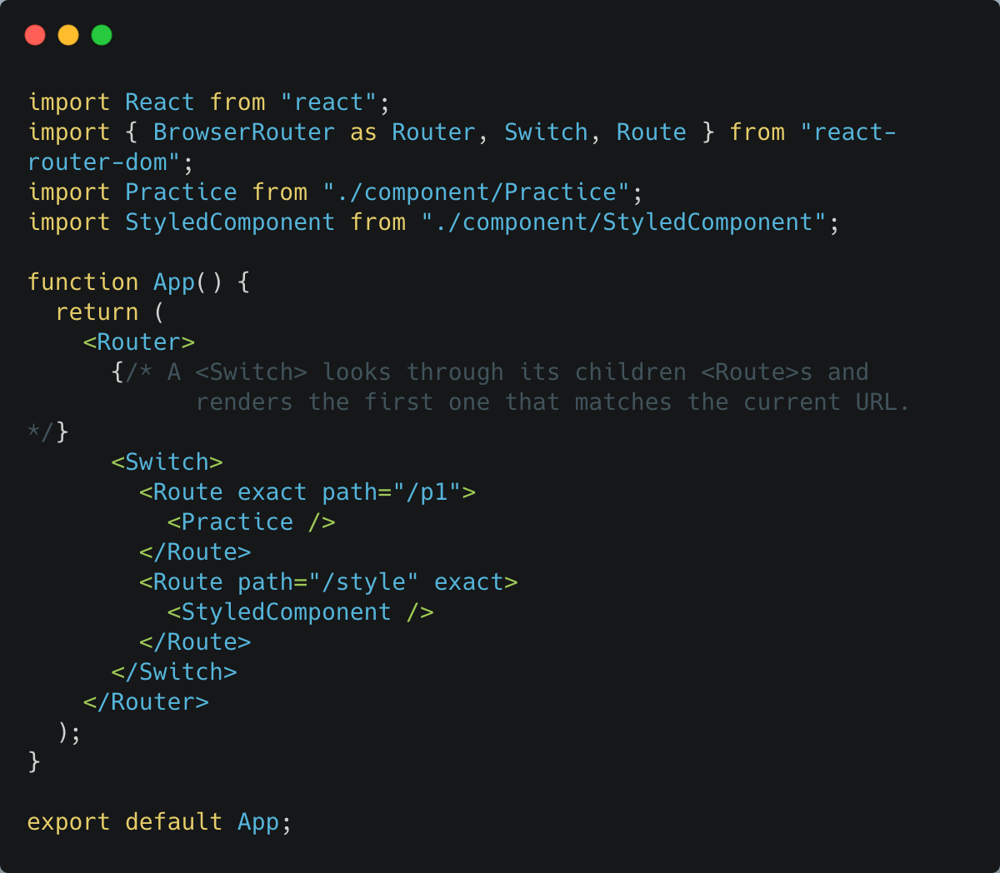 import React from "react";
import { BrowserRouter as Router, Switch, Route } from "react-
router-dom";
import Practice from "./component/Practice";
import StyledComponent from "./component/StyledComponent";

function App() {
  return (
    <Router>
      {/* A <Switch> looks through its children <Route>s and
            renders the first one that matches the current URL.
*/}
      <Switch>
        <Route exact path="/p1">
          <Practice />
        </Route>
        <Route path="/style" exact>
          <StyledComponent />
        </Route>
      </Switch>
    </Router>
  );
}

export default App;